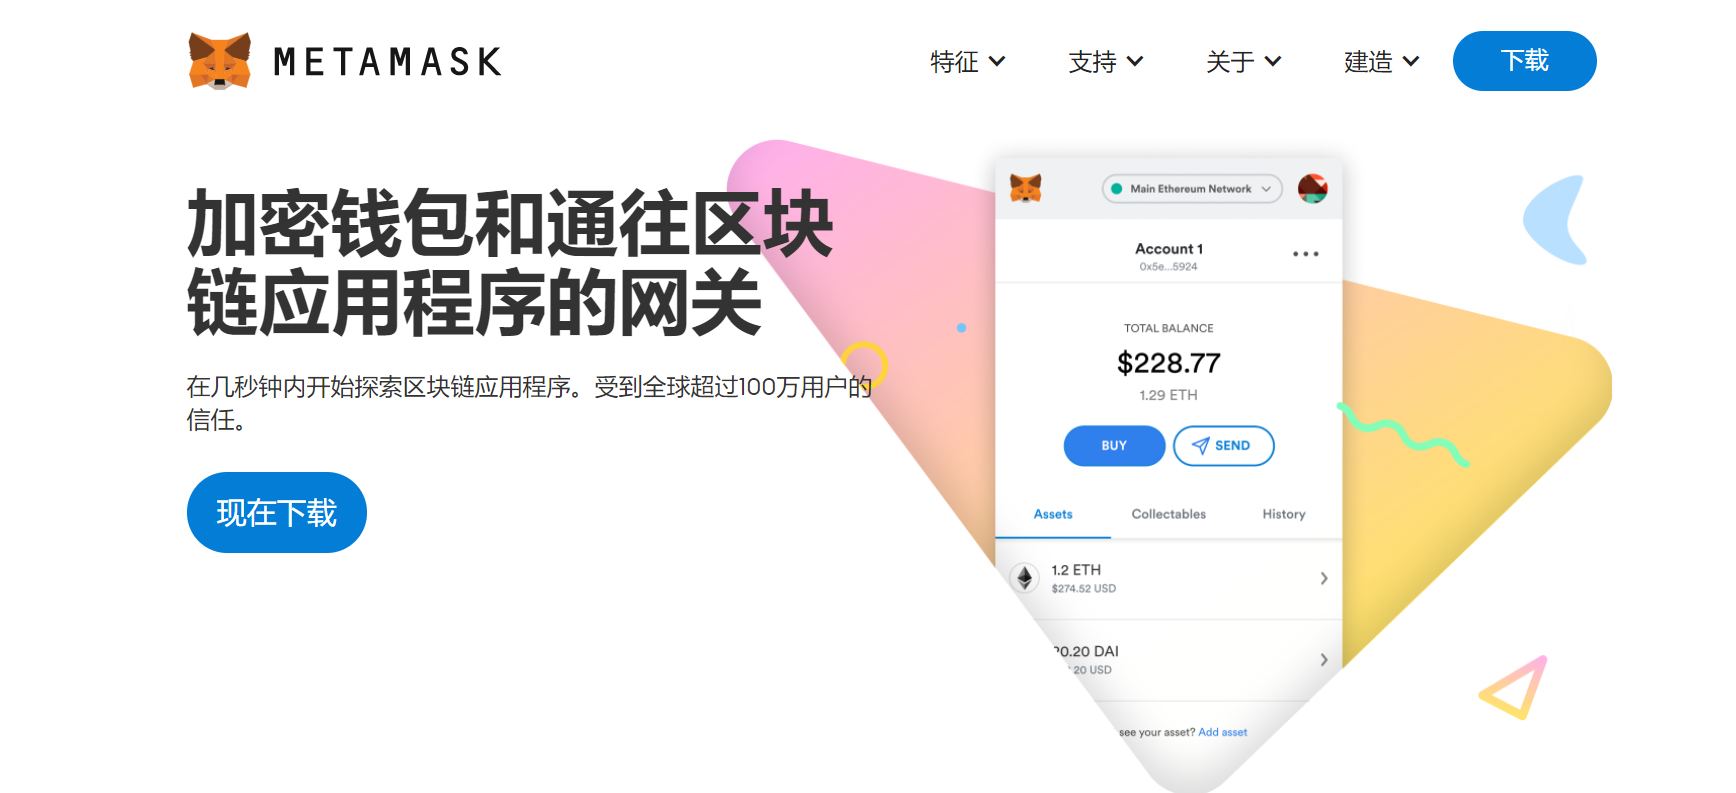 METAMASK
特征
支持
关于
建造
下载
加密钱包和通往区块
链应用程序的网关
在几秒钟内开始探索区块链应用程序。受到全球超过100万用户的
信任。
现在下载
Main Ethereum Network
Account 1
0x5e...5924
TOTAL BALANCE
$228.77
1.29 ETH
BUY
SEND
Assets
Collectables
History
1.2 ETH
$274.52 USD
20.20 DAI
20 USD
see your asset? Add asset